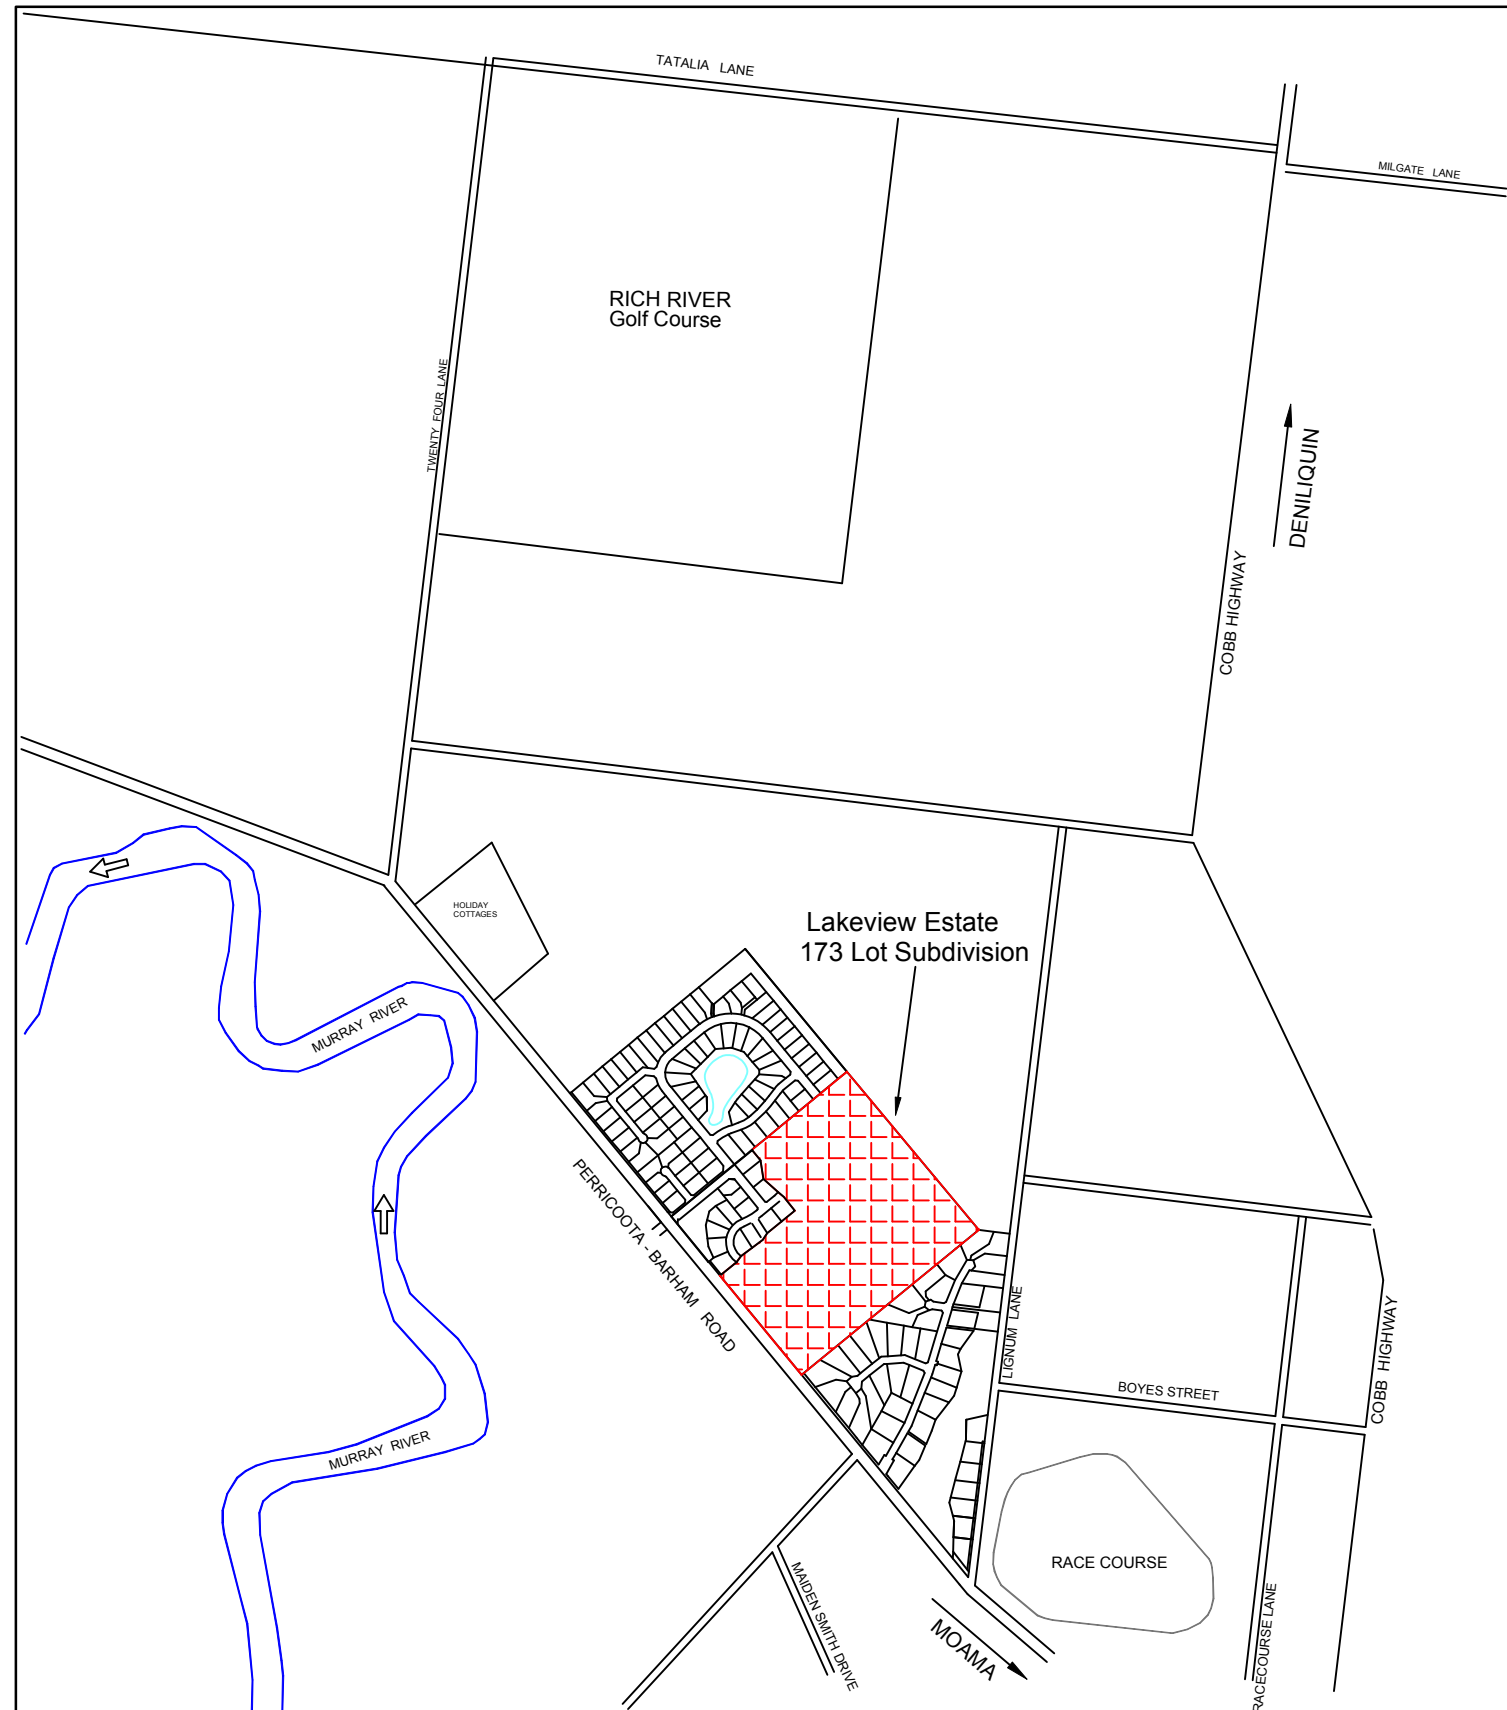 TATALIA LANE
MILGATE LANE
RICH RIVER
Golf Course
TWENTY FOUR LANE
DENILIQUIN
COBB HIGHWAY
HOLIDAY
COTTAGES
Lakeview Estate
173 Lot Subdivision
MURRAY RIVER
PERRICOOTA - BARHAM ROAD
LIGNUM LANE
COBB HIGHWAY
BOYES STREET
MURRAY RIVER
RACE COURSE
MAIDEN SMITH DRIVE
MOAMA
RACECOURSE LANE